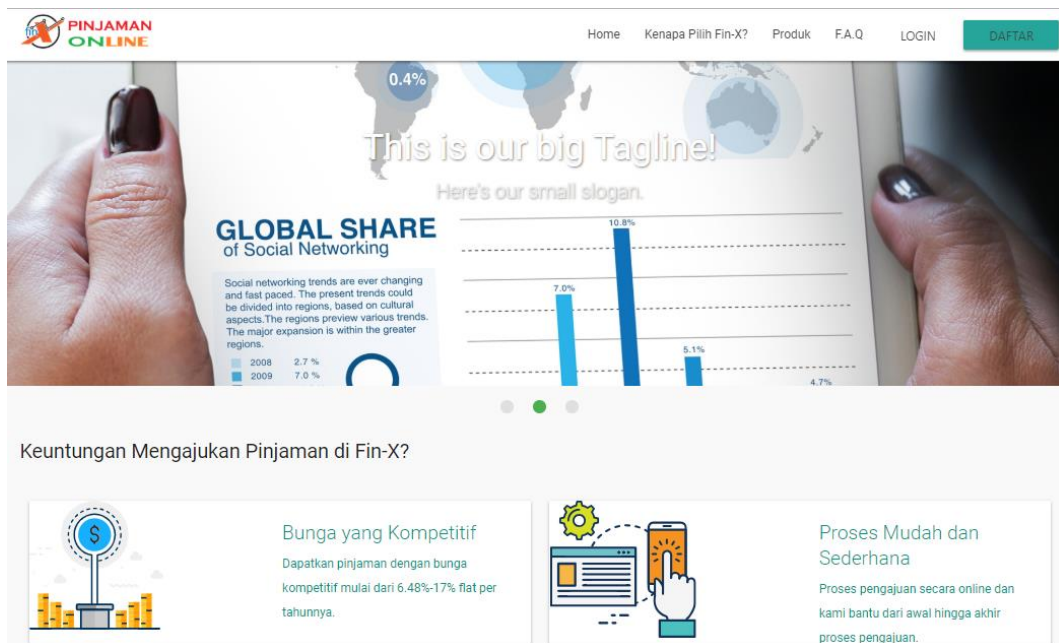 PINJAMAN
ONLINE
Home Kenapa Pilih Fin-X? Produk F.A.Q LOGIN DAFTAR
0.4%
This is our big Tagline!
Here's our small slogan.
GLOBAL SHARE
of Social Networking
Social networking trends are ever changing
and fast paced. The present trends could
be divided into regions, based on cultural
aspects.The regions preview various trends.
The major expansion is within the greater
regions.
2008 2.7 %
2009 7.0 %
10.8%
7.0%
5.1%
4.7%
Keuntungan Mengajukan Pinjaman di Fin-X?
Bunga yang Kompetitif
Dapatkan pinjaman dengan bunga
kompetitif mulai dari 6.48%-17% flat per
tahunnya.
Proses Mudah dan
Sederhana
Proses pengajuan secara online dan
kami bantu dari awal hingga akhir
proses pengajuan.